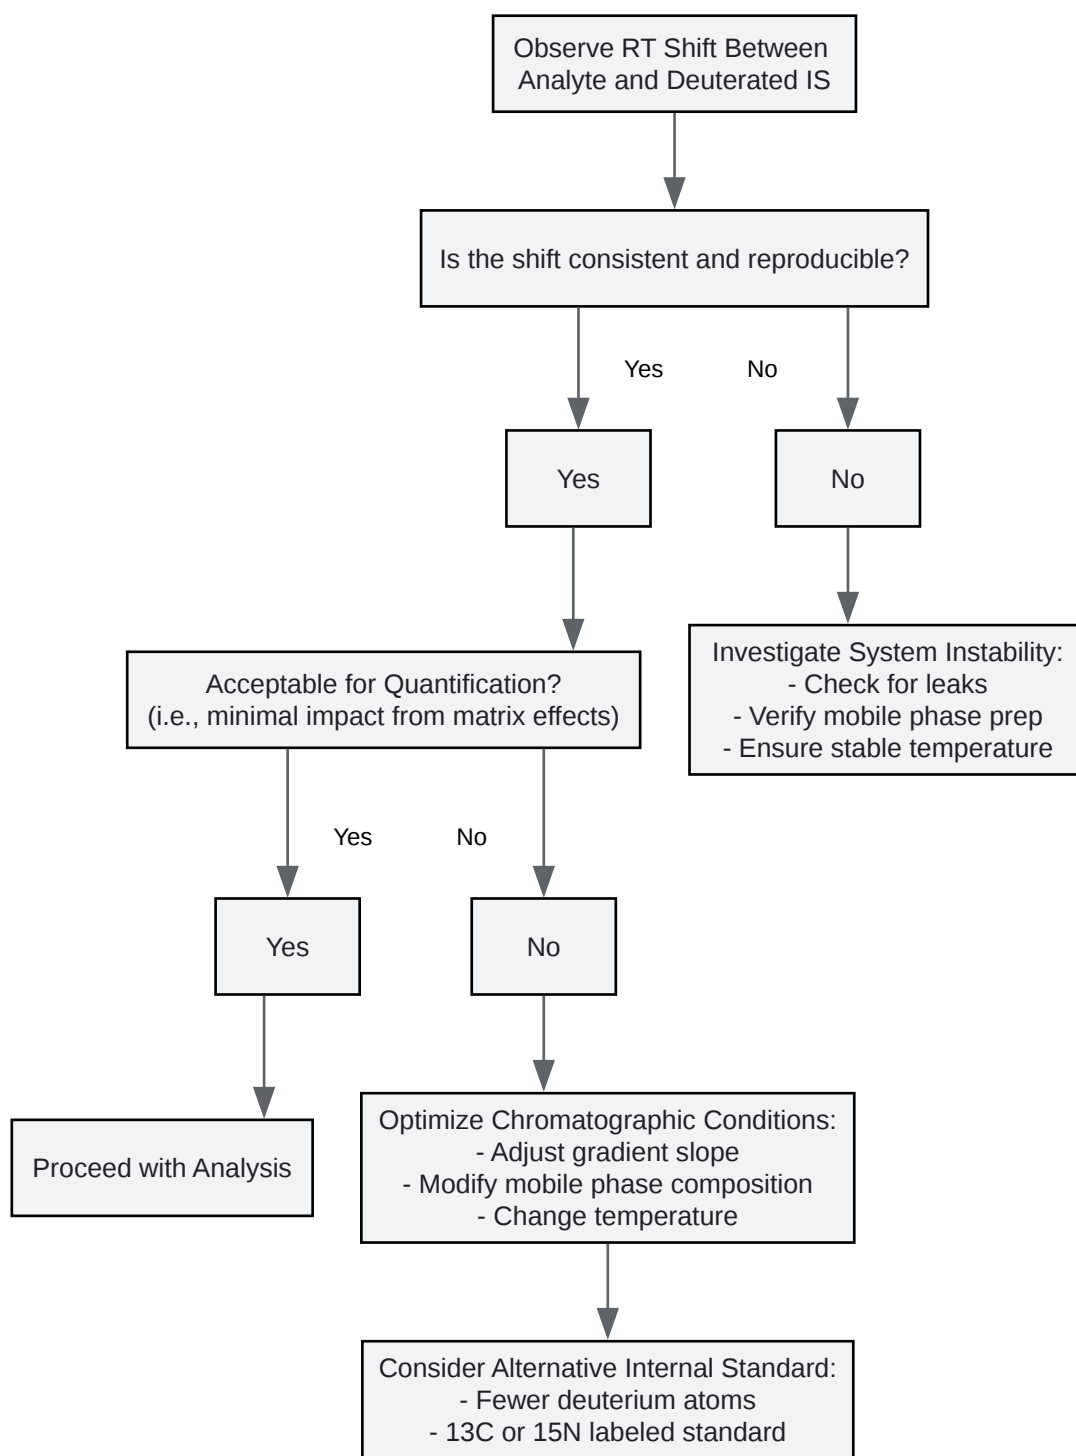 Observe RT Shift Between
Analyte and Deuterated IS
Is the shift consistent and reproducible?
Yes
No
Yes
No
Investigate System Instability:
- Check for leaks
- Verify mobile phase prep
- Ensure stable temperature
Acceptable for Quantification?
(i.e., minimal impact from matrix effects)
Yes
No
Yes
No
Proceed with Analysis
Optimize Chromatographic Conditions:
- Adjust gradient slope
- Modify mobile phase composition
- Change temperature
Consider Alternative Internal Standard:
- Fewer deuterium atoms
- 13C or 15N labeled standard